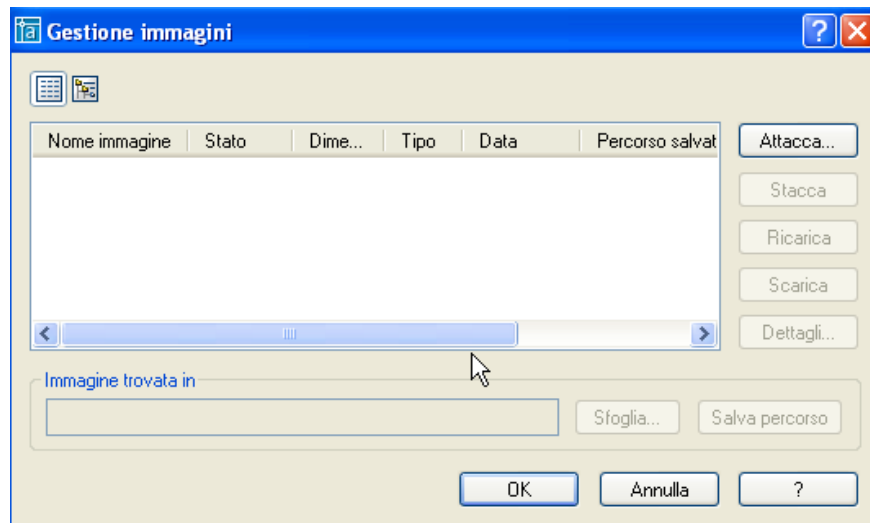 Gestione immagini
Nome immagine Stato Dime... Tipo Data Percorso salvat
Attacca...
Stacca
Ricarica
Scarica
Dettagli...
Immagine trovata in
Sfoglia... Salva percorso
OK Annulla ?